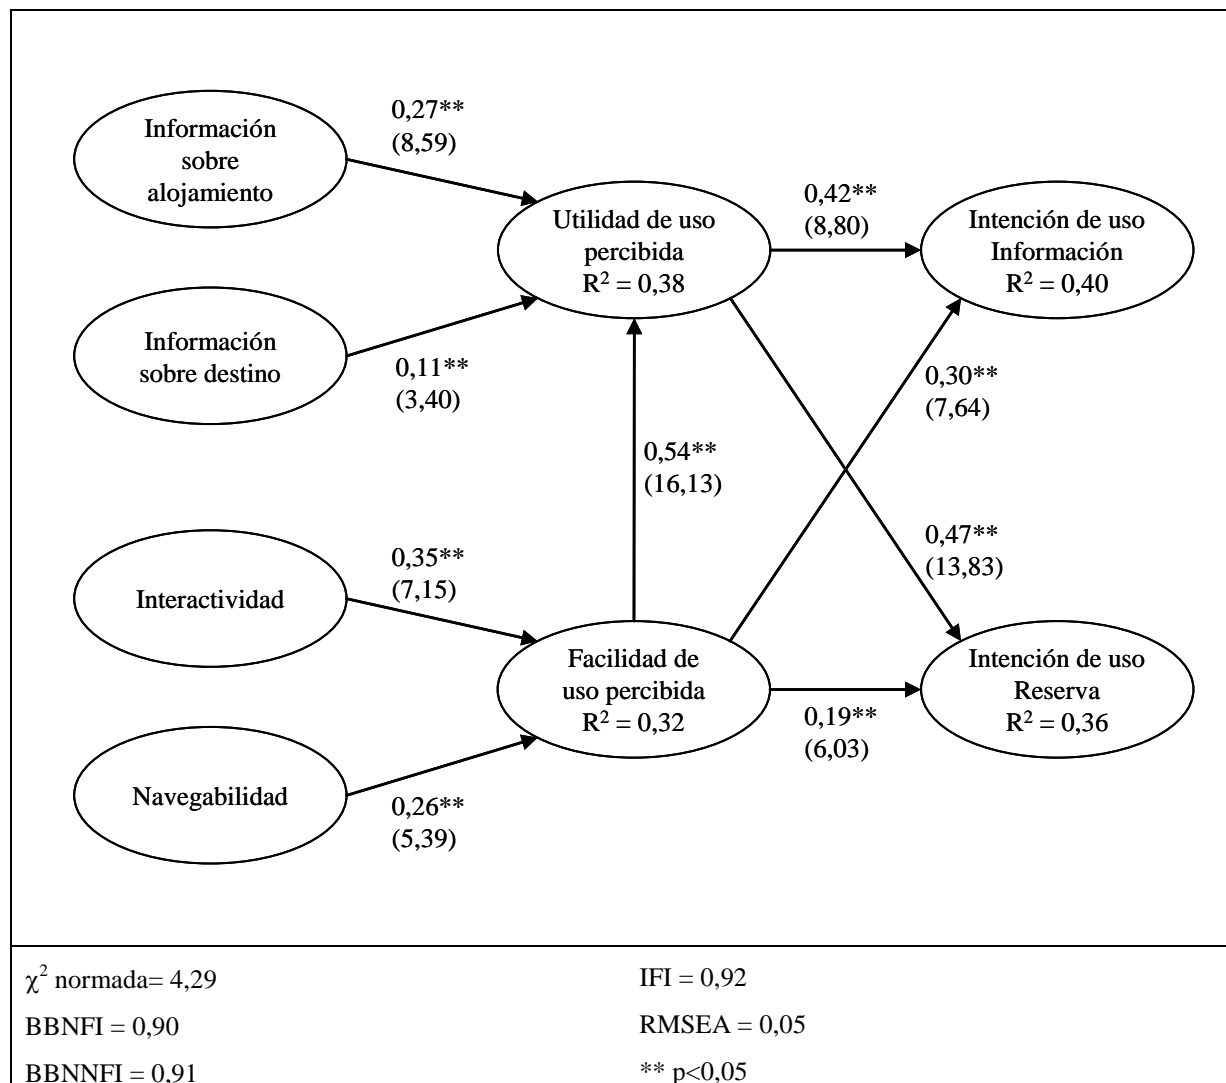 Información
sobre
alojamiento
0,27**
(8,59)
Información
sobre destino
0,11**
(3,40)
Interactividad
0,35**
(7,15)
Navegabilidad
0,26**
(5,39)
Utilidad de uso
percibida
R² = 0,38
0,54**
(16,13)
Facilidad de
uso percibida
R² = 0,32
0,42**
(8,80)
0,30**
(7,64)
0,47**
(13,83)
0,19**
(6,03)
Intención de uso
Información
R² = 0,40
Intención de uso
Reserva
R² = 0,36
χ² normada= 4,29
BBNFI = 0,90
BBNNFI = 0,91
IFI = 0,92
RMSEA = 0,05
** p<0,05